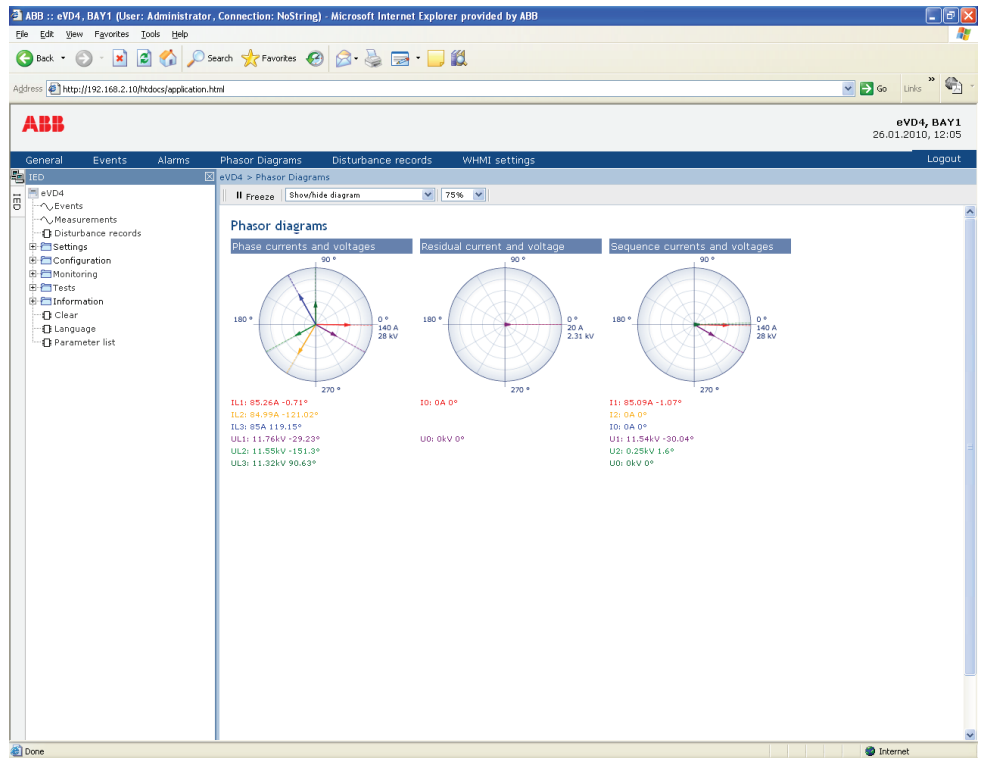 ABB :: eVD4, BAY1 (User: Administrator, Connection: NoString) - Microsoft Internet Explorer provided by ABB
File Edit View Favorites Tools Help
Back Search Favorites
Address http://192.168.2.10/htdocs/application.html Go Links »
ABB
eVD4, BAY1
26.01.2010, 12:05
General Events Alarms Phasor Diagrams Disturbance records WHMI settings Logout
IED
IED
eVD4
Events
Measurements
Disturbance records
Settings
Configuration
Monitoring
Tests
Information
Clear
Language
Parameter list
eVD4 > Phasor Diagrams
Freeze Show/hide diagram 75%
Phasor diagrams
Phase currents and voltages
90 °
180 °
0 °
140 A
28 kV
270 °
IL1: 85.26A -0.71°
IL2: 84.99A -121.02°
IL3: 85A 119.15°
UL1: 11.76kV -29.23°
UL2: 11.55kV -151.3°
UL3: 11.32kV 90.63°
Residual current and voltage
90 °
180 °
0 °
20 A
2.31 kV
270 °
I0: 0A 0°
U0: 0kV 0°
Sequence currents and voltages
90 °
180 °
0 °
140 A
28 kV
270 °
I1: 85.09A -1.07°
I2: 0A 0°
I0: 0A 0°
U1: 11.54kV -30.04°
U2: 0.25kV 1.6°
U0: 0kV 0°
Done
Internet